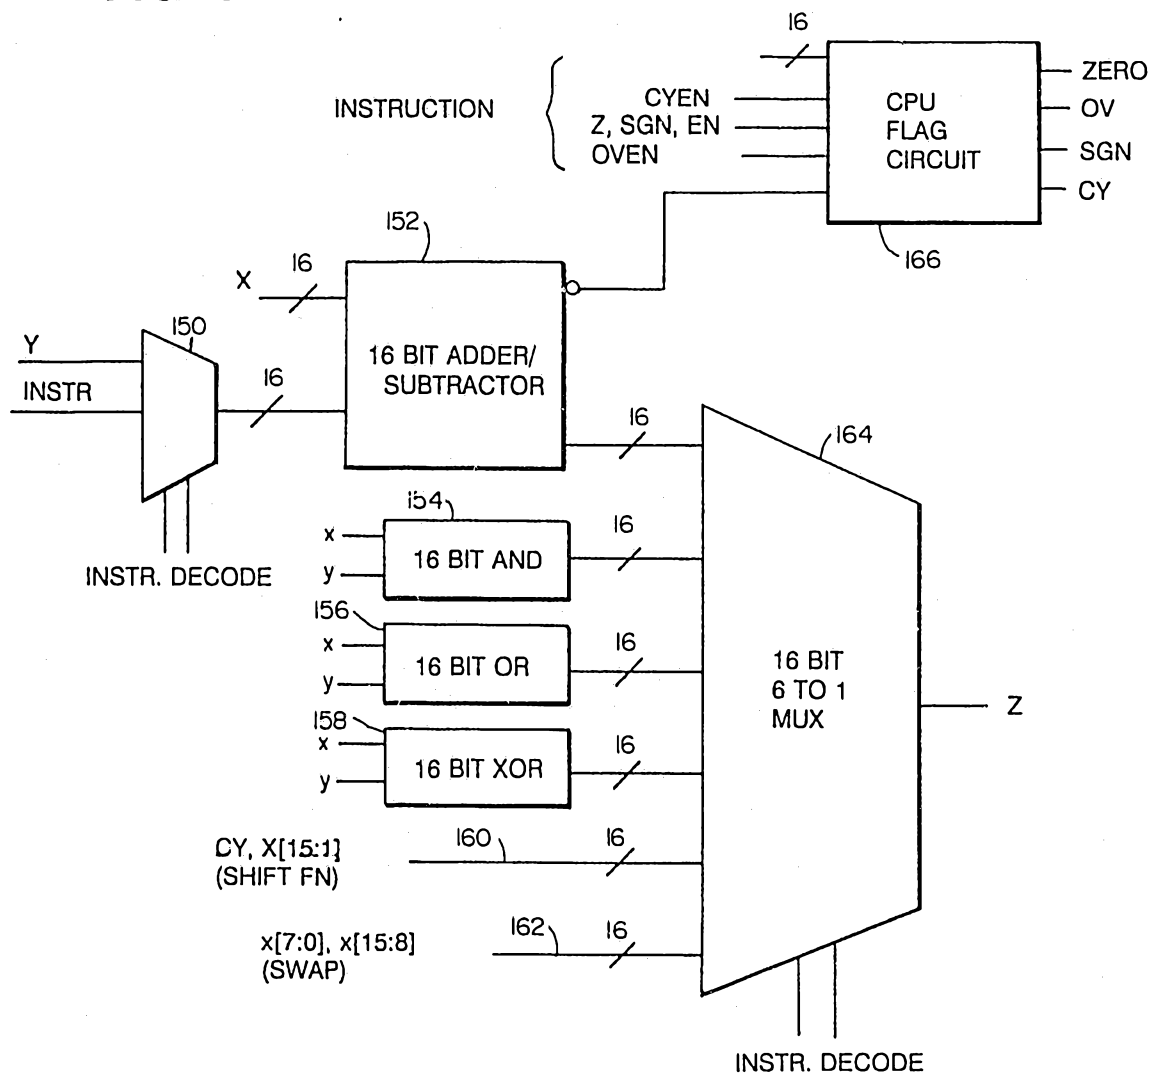 16
INSTRUCTION
CYEN
Z, SGN, EN
OVEN
CPU
FLAG
CIRCUIT
ZERO
OV
SGN
CY
166
152
X
16
16 BIT ADDER/
SUBTRACTOR
150
Y
INSTR
16
INSTR. DECODE
16
164
154
x
y
16 BIT AND
16
156
x
y
16 BIT OR
16
158
x
y
16 BIT XOR
16
16 BIT
6 TO 1
MUX
Z
CY, X[15:1]
(SHIFT FN)
160
16
x[7:0], x[15:8]
(SWAP)
162
16
INSTR. DECODE